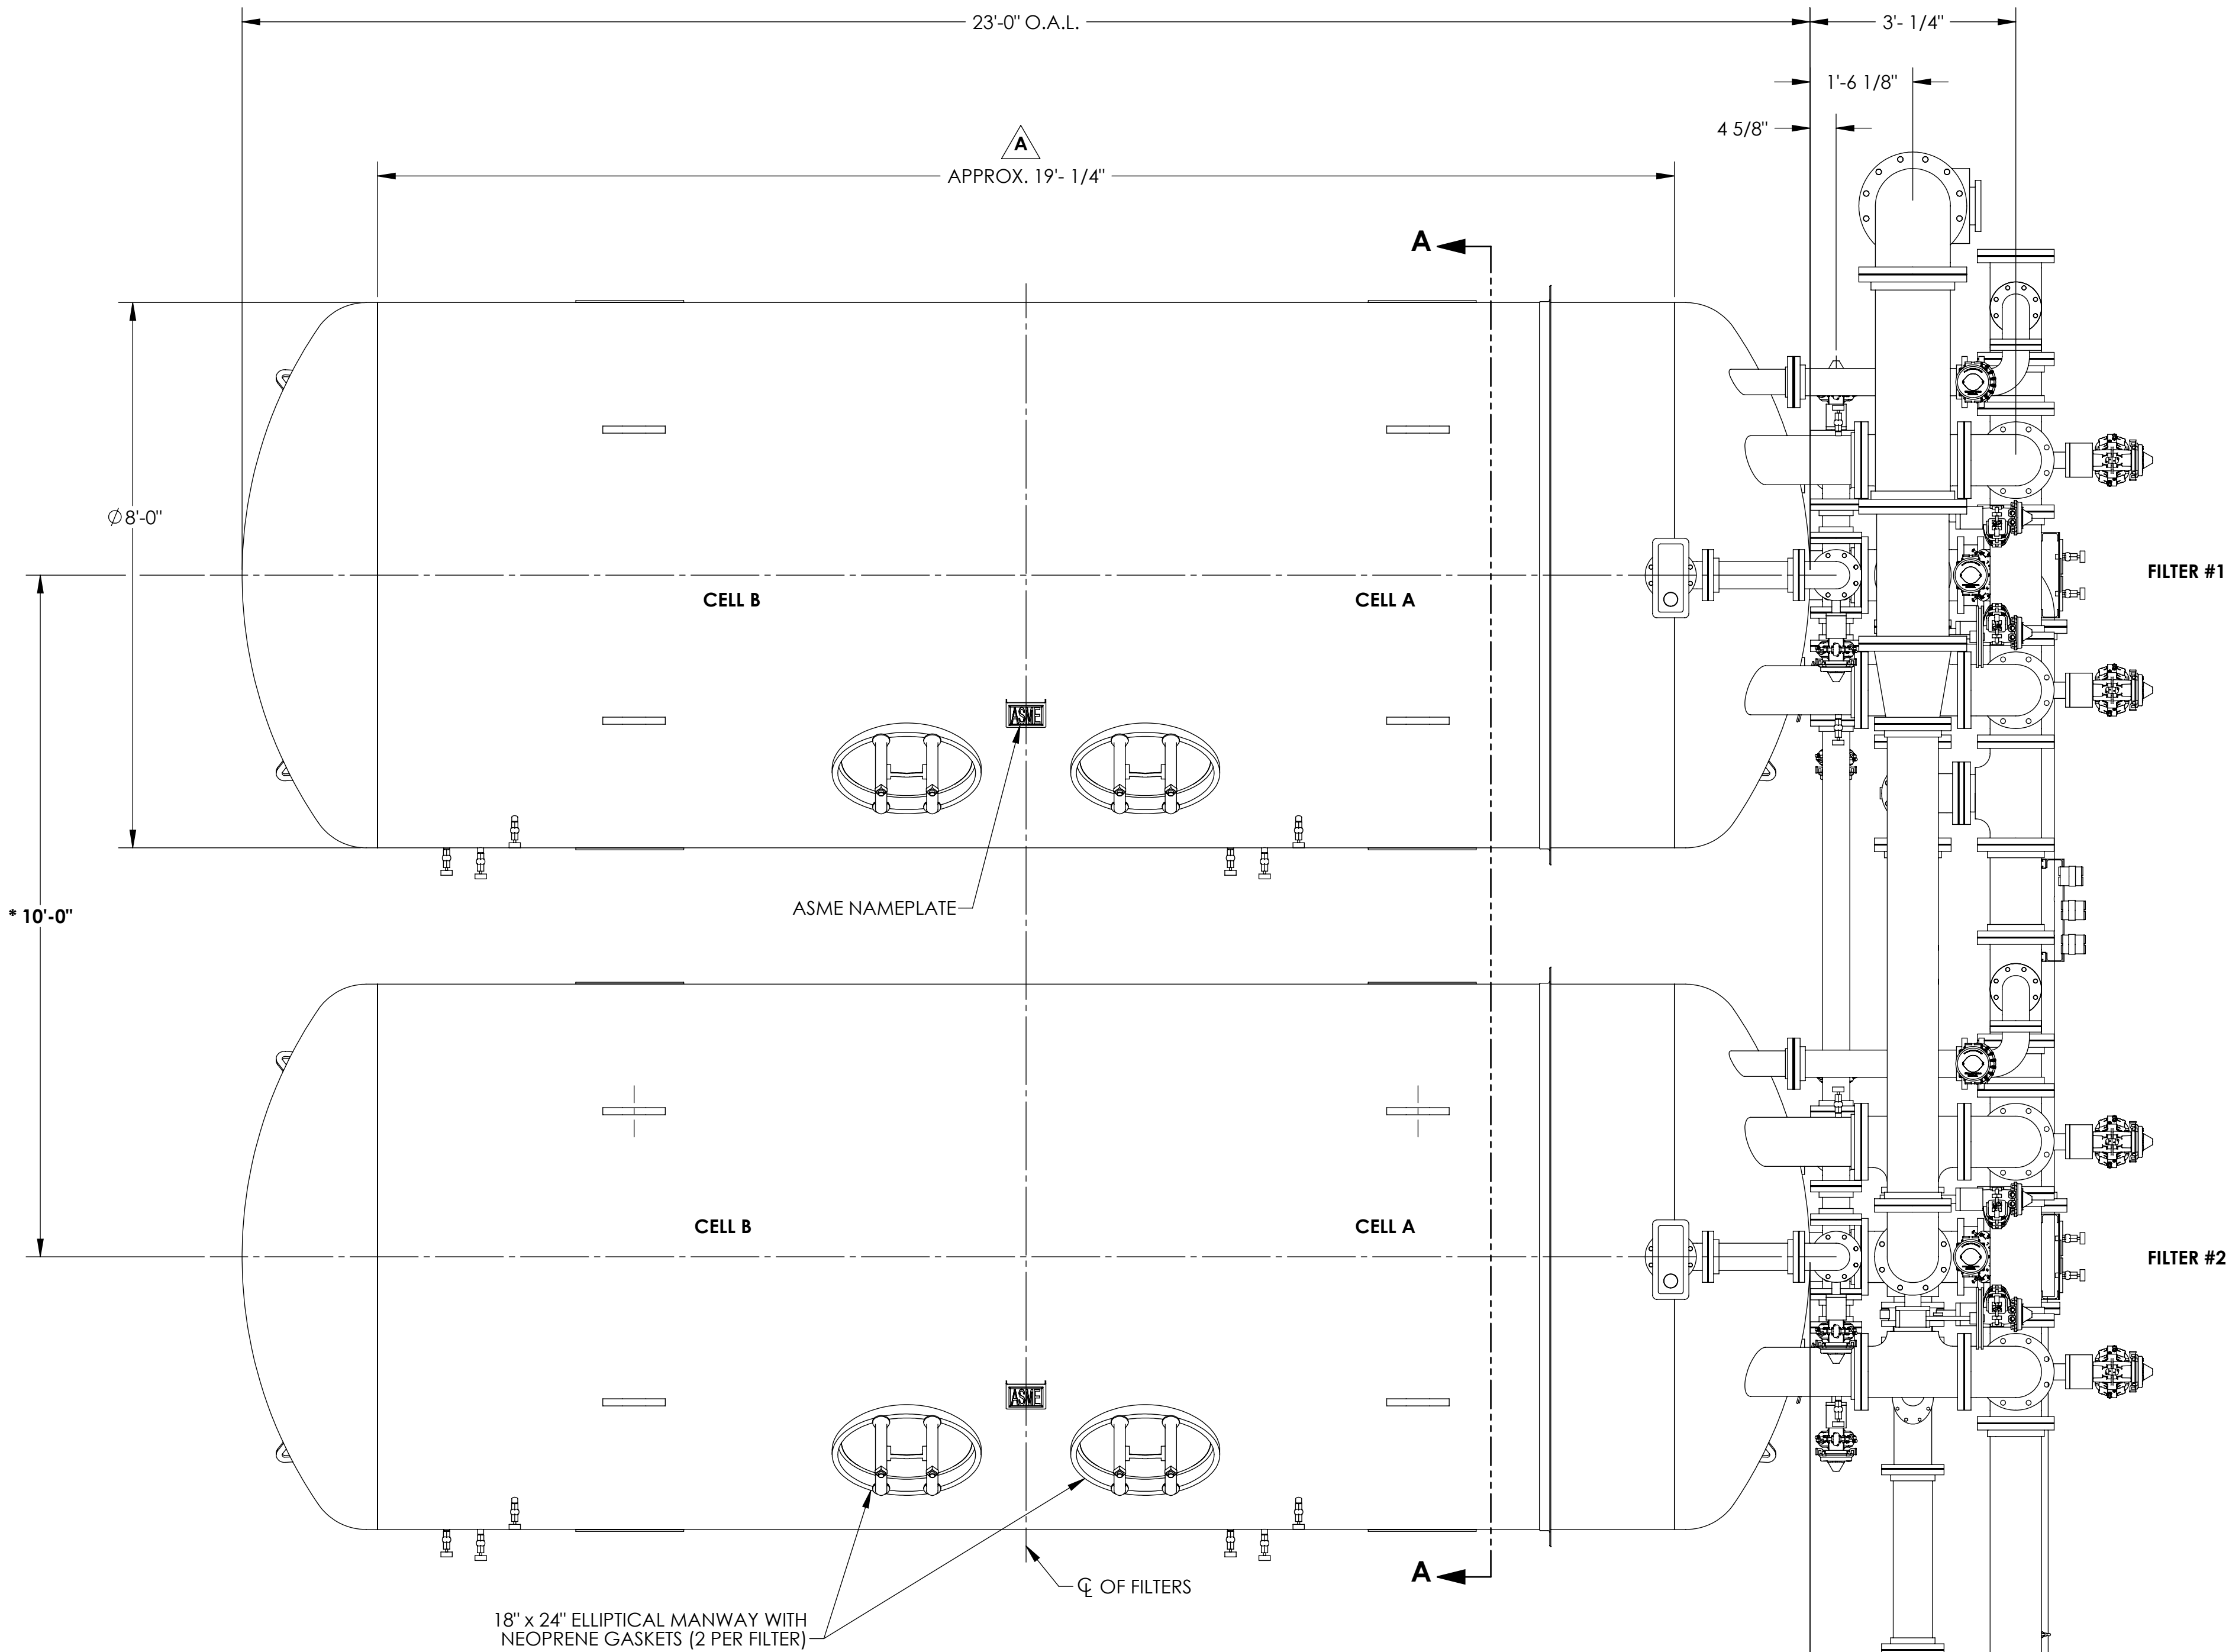 23'-0" O.A.L.
3'- 1/4"
1'-6 1/8"
4 5/8"
A
APPROX. 19'- 1/4"
A
∅8'-0"
FILTER #1
CELL B
CELL A
ASME
ASME NAMEPLATE
* 10'-0"
CELL B
CELL A
FILTER #2
ASME
A
℄ OF FILTERS
18" x 24" ELLIPTICAL MANWAY WITH
NEOPRENE GASKETS (2 PER FILTER)